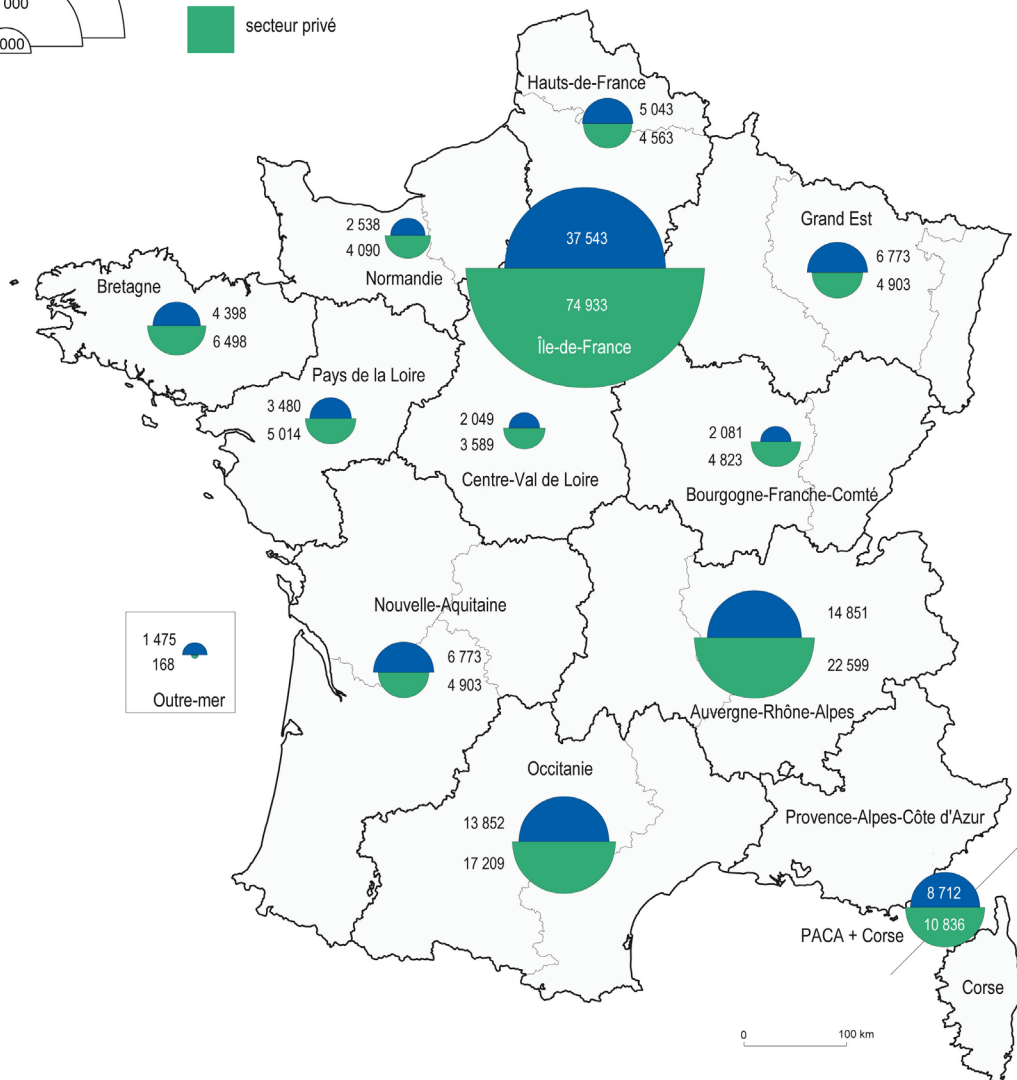 000
000
secteur privé
Hauts-de-France
5 043
4 563
37 543
74 933
Île-de-France
Grand Est
6 773
4 903
2 538
4 090
Normandie
Bretagne
4 398
6 498
Pays de la Loire
3 480
5 014
2 049
3 589
Centre-Val de Loire
2 081
4 823
Bourgogne-Franche-Comté
Nouvelle-Aquitaine
6 773
4 903
14 851
22 599
Auvergne-Rhône-Alpes
1 475
168
Outre-mer
Occitanie
13 852
17 209
Provence-Alpes-Côte d'Azur
8 712
10 836
PACA + Corse
Corse
0 100 km